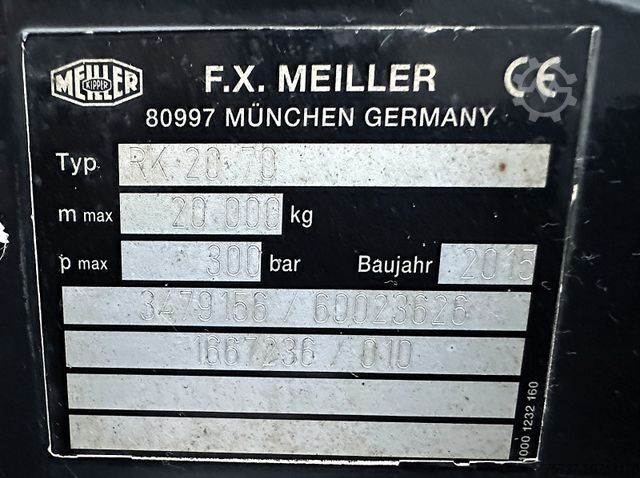 MEILLER
KIPPER
F.X. MEILLER
CE
80997 MÜNCHEN GERMANY
Typ RK 20.70
m max 20 000 kg
p max 300 bar Baujahr 2015
3479156 / 60023626
1667236 / 010
1000 1232 160